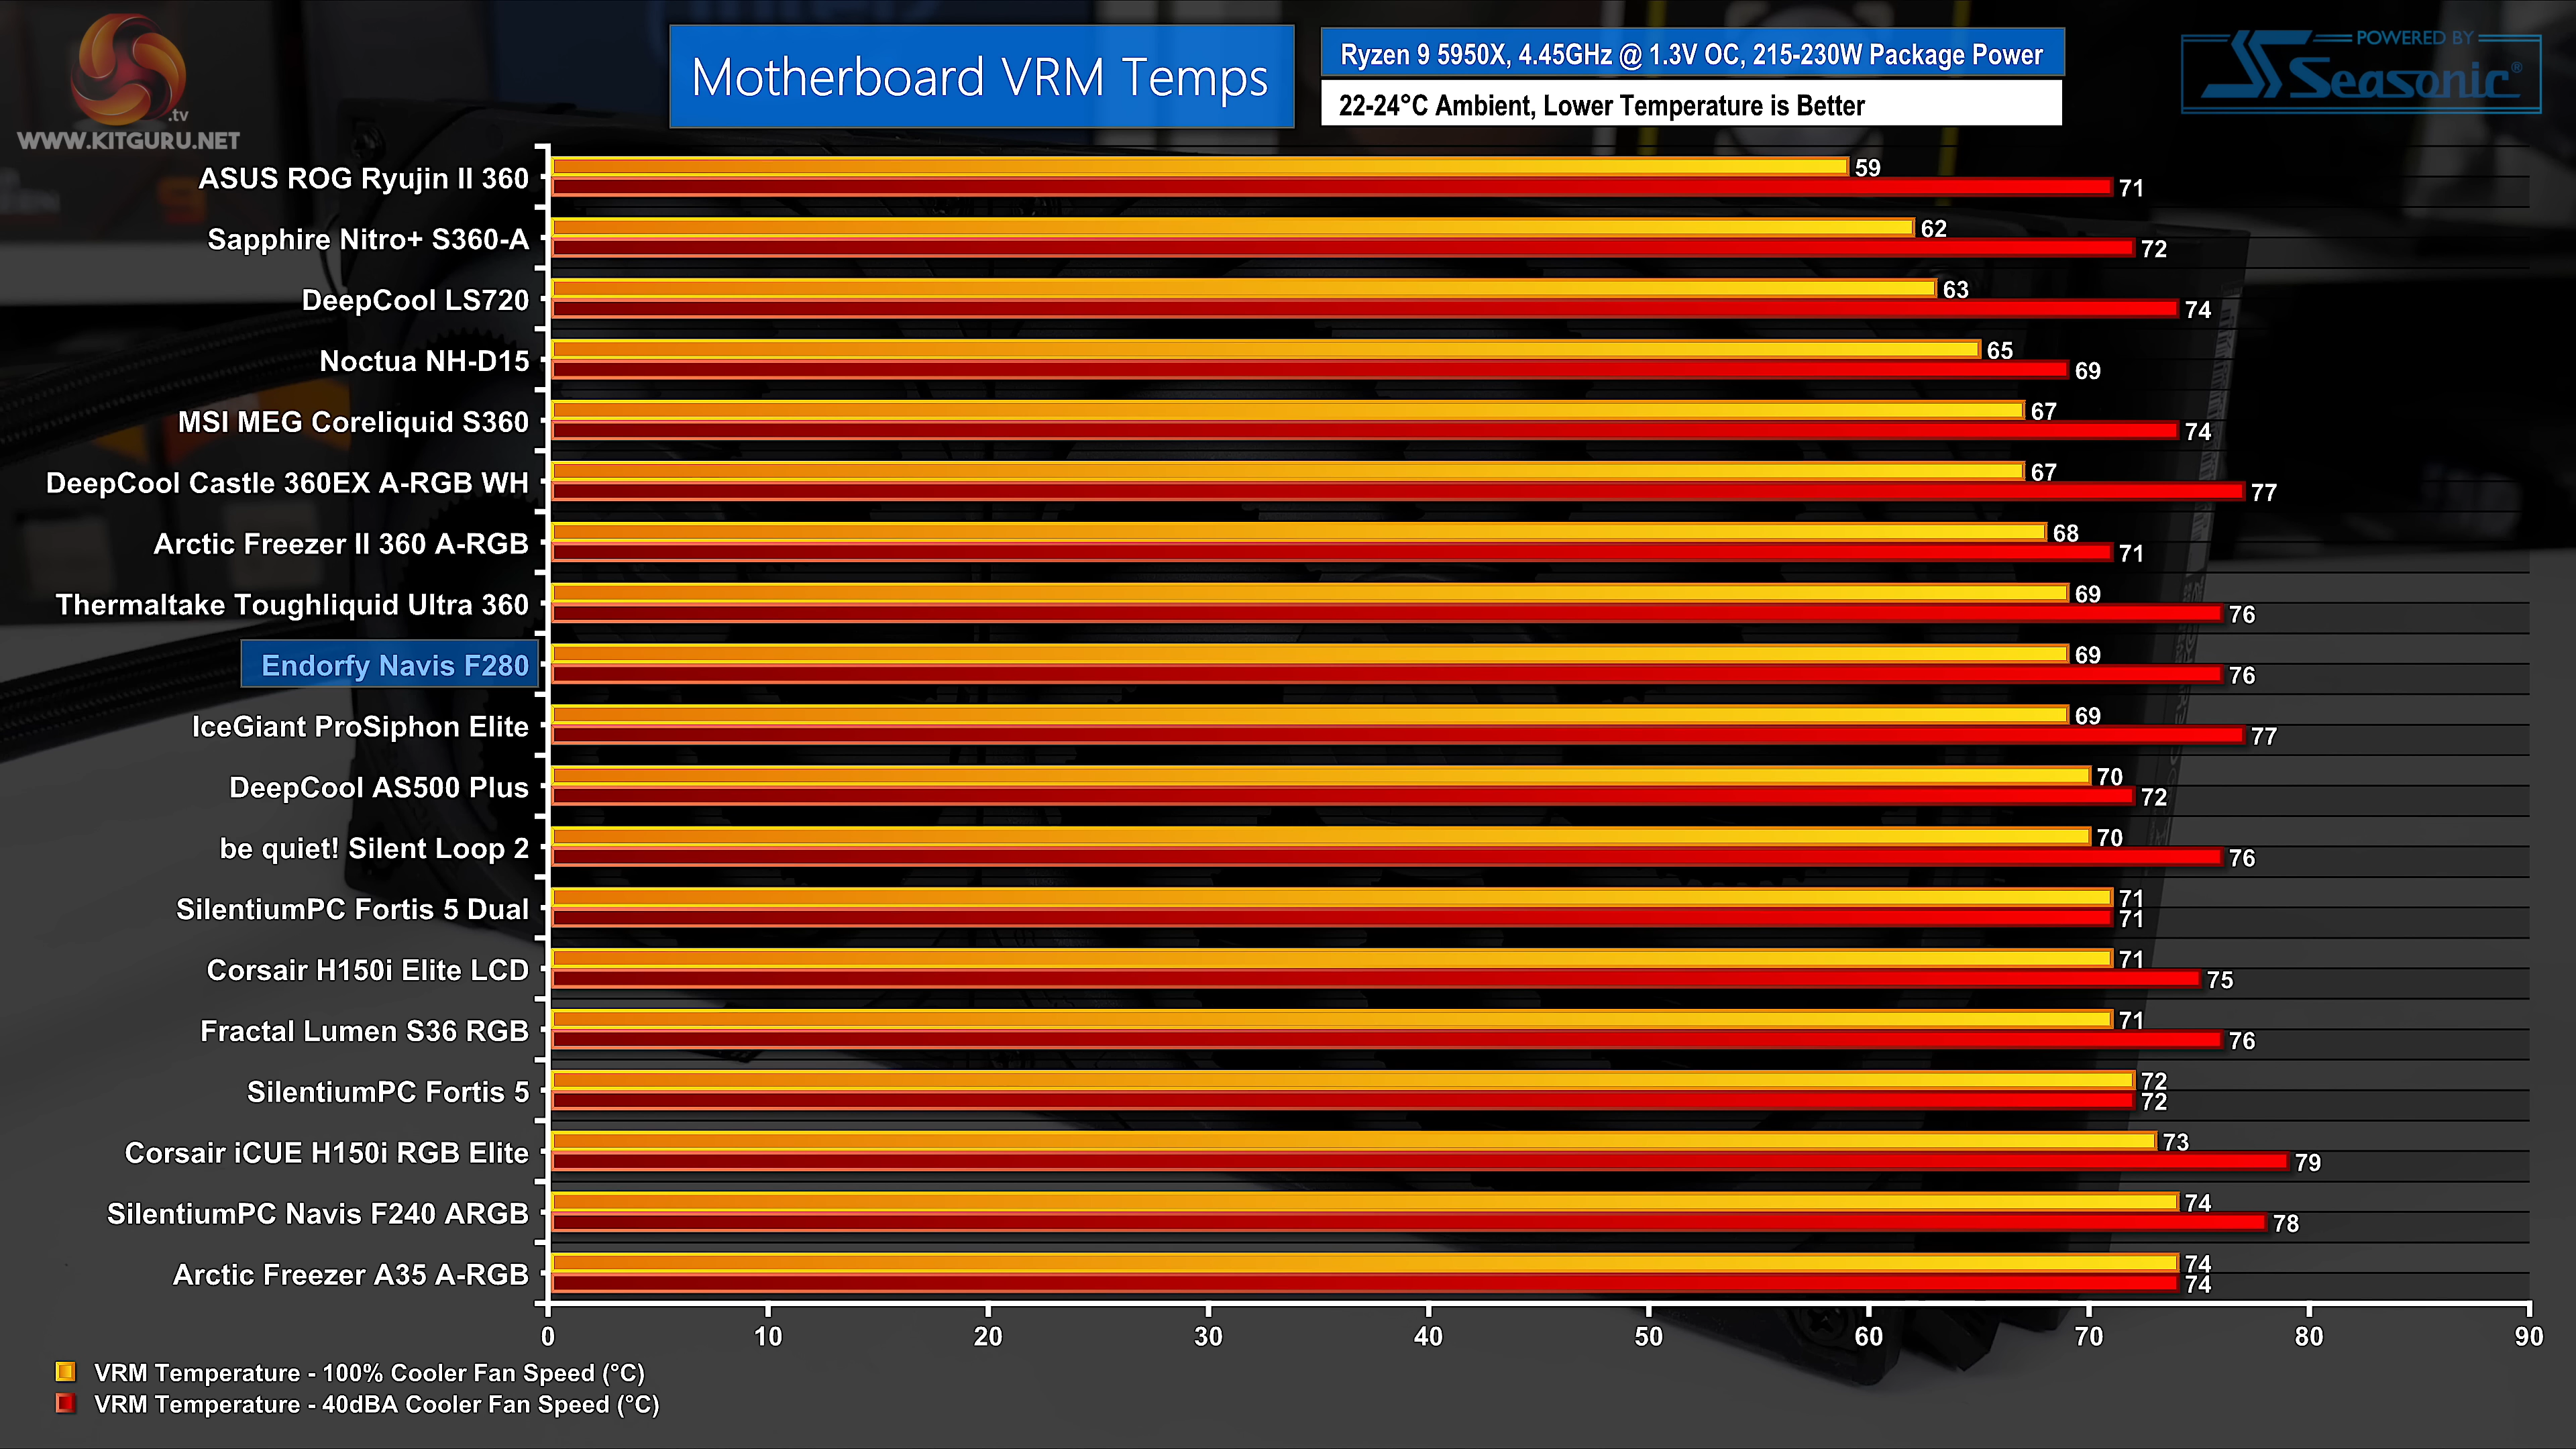 .tv
WWW.KITGURU.NET
Motherboard VRM Temps
Ryzen 9 5950X, 4.45GHz @ 1.3V OC, 215-230W Package Power
22-24°C Ambient, Lower Temperature is Better
POWERED BY
Seasonic®
ASUS ROG Ryujin II 360
59
71
Sapphire Nitro+ S360-A
62
72
DeepCool LS720
63
74
Noctua NH-D15
65
69
MSI MEG Coreliquid S360
67
74
DeepCool Castle 360EX A-RGB WH
67
77
Arctic Freezer II 360 A-RGB
68
71
Thermaltake Toughliquid Ultra 360
69
76
Endorfy Navis F280
69
76
IceGiant ProSiphon Elite
69
77
DeepCool AS500 Plus
70
72
be quiet! Silent Loop 2
70
76
SilentiumPC Fortis 5 Dual
71
71
Corsair H150i Elite LCD
71
75
Fractal Lumen S36 RGB
71
76
SilentiumPC Fortis 5
72
72
Corsair iCUE H150i RGB Elite
73
79
SilentiumPC Navis F240 ARGB
74
78
Arctic Freezer A35 A-RGB
74
74
0 10 20 30 40 50 60 70 80 90
VRM Temperature - 100% Cooler Fan Speed (°C)
VRM Temperature - 40dBA Cooler Fan Speed (°C)